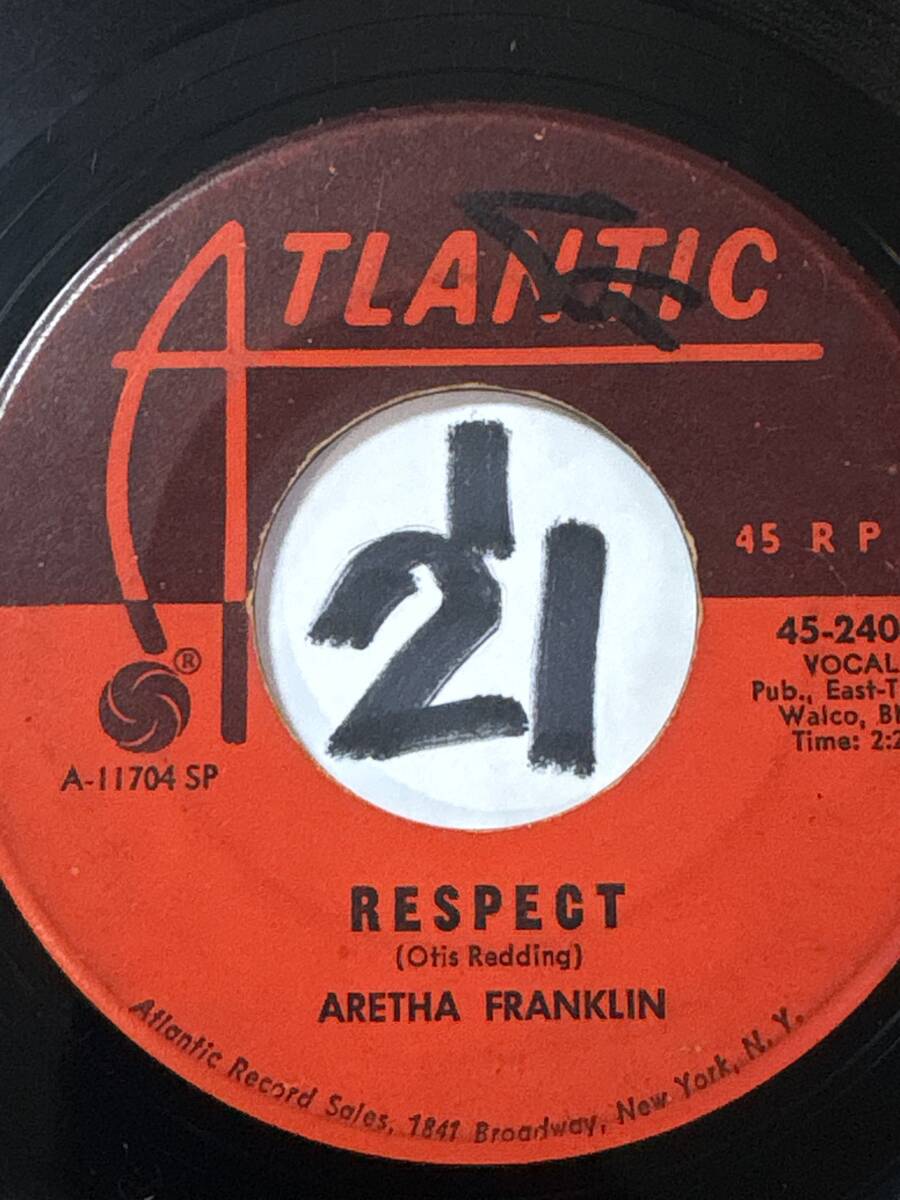 ATLANTIC
21
45 R P
45-240
VOCAL
Pub., East-T
Walco, B
Time: 2:2
®
A-11704 SP
RESPECT
(Otis Redding)
ARETHA FRANKLIN
Atlantic Record Sales, 1841 Broadway, New York, N. Y.